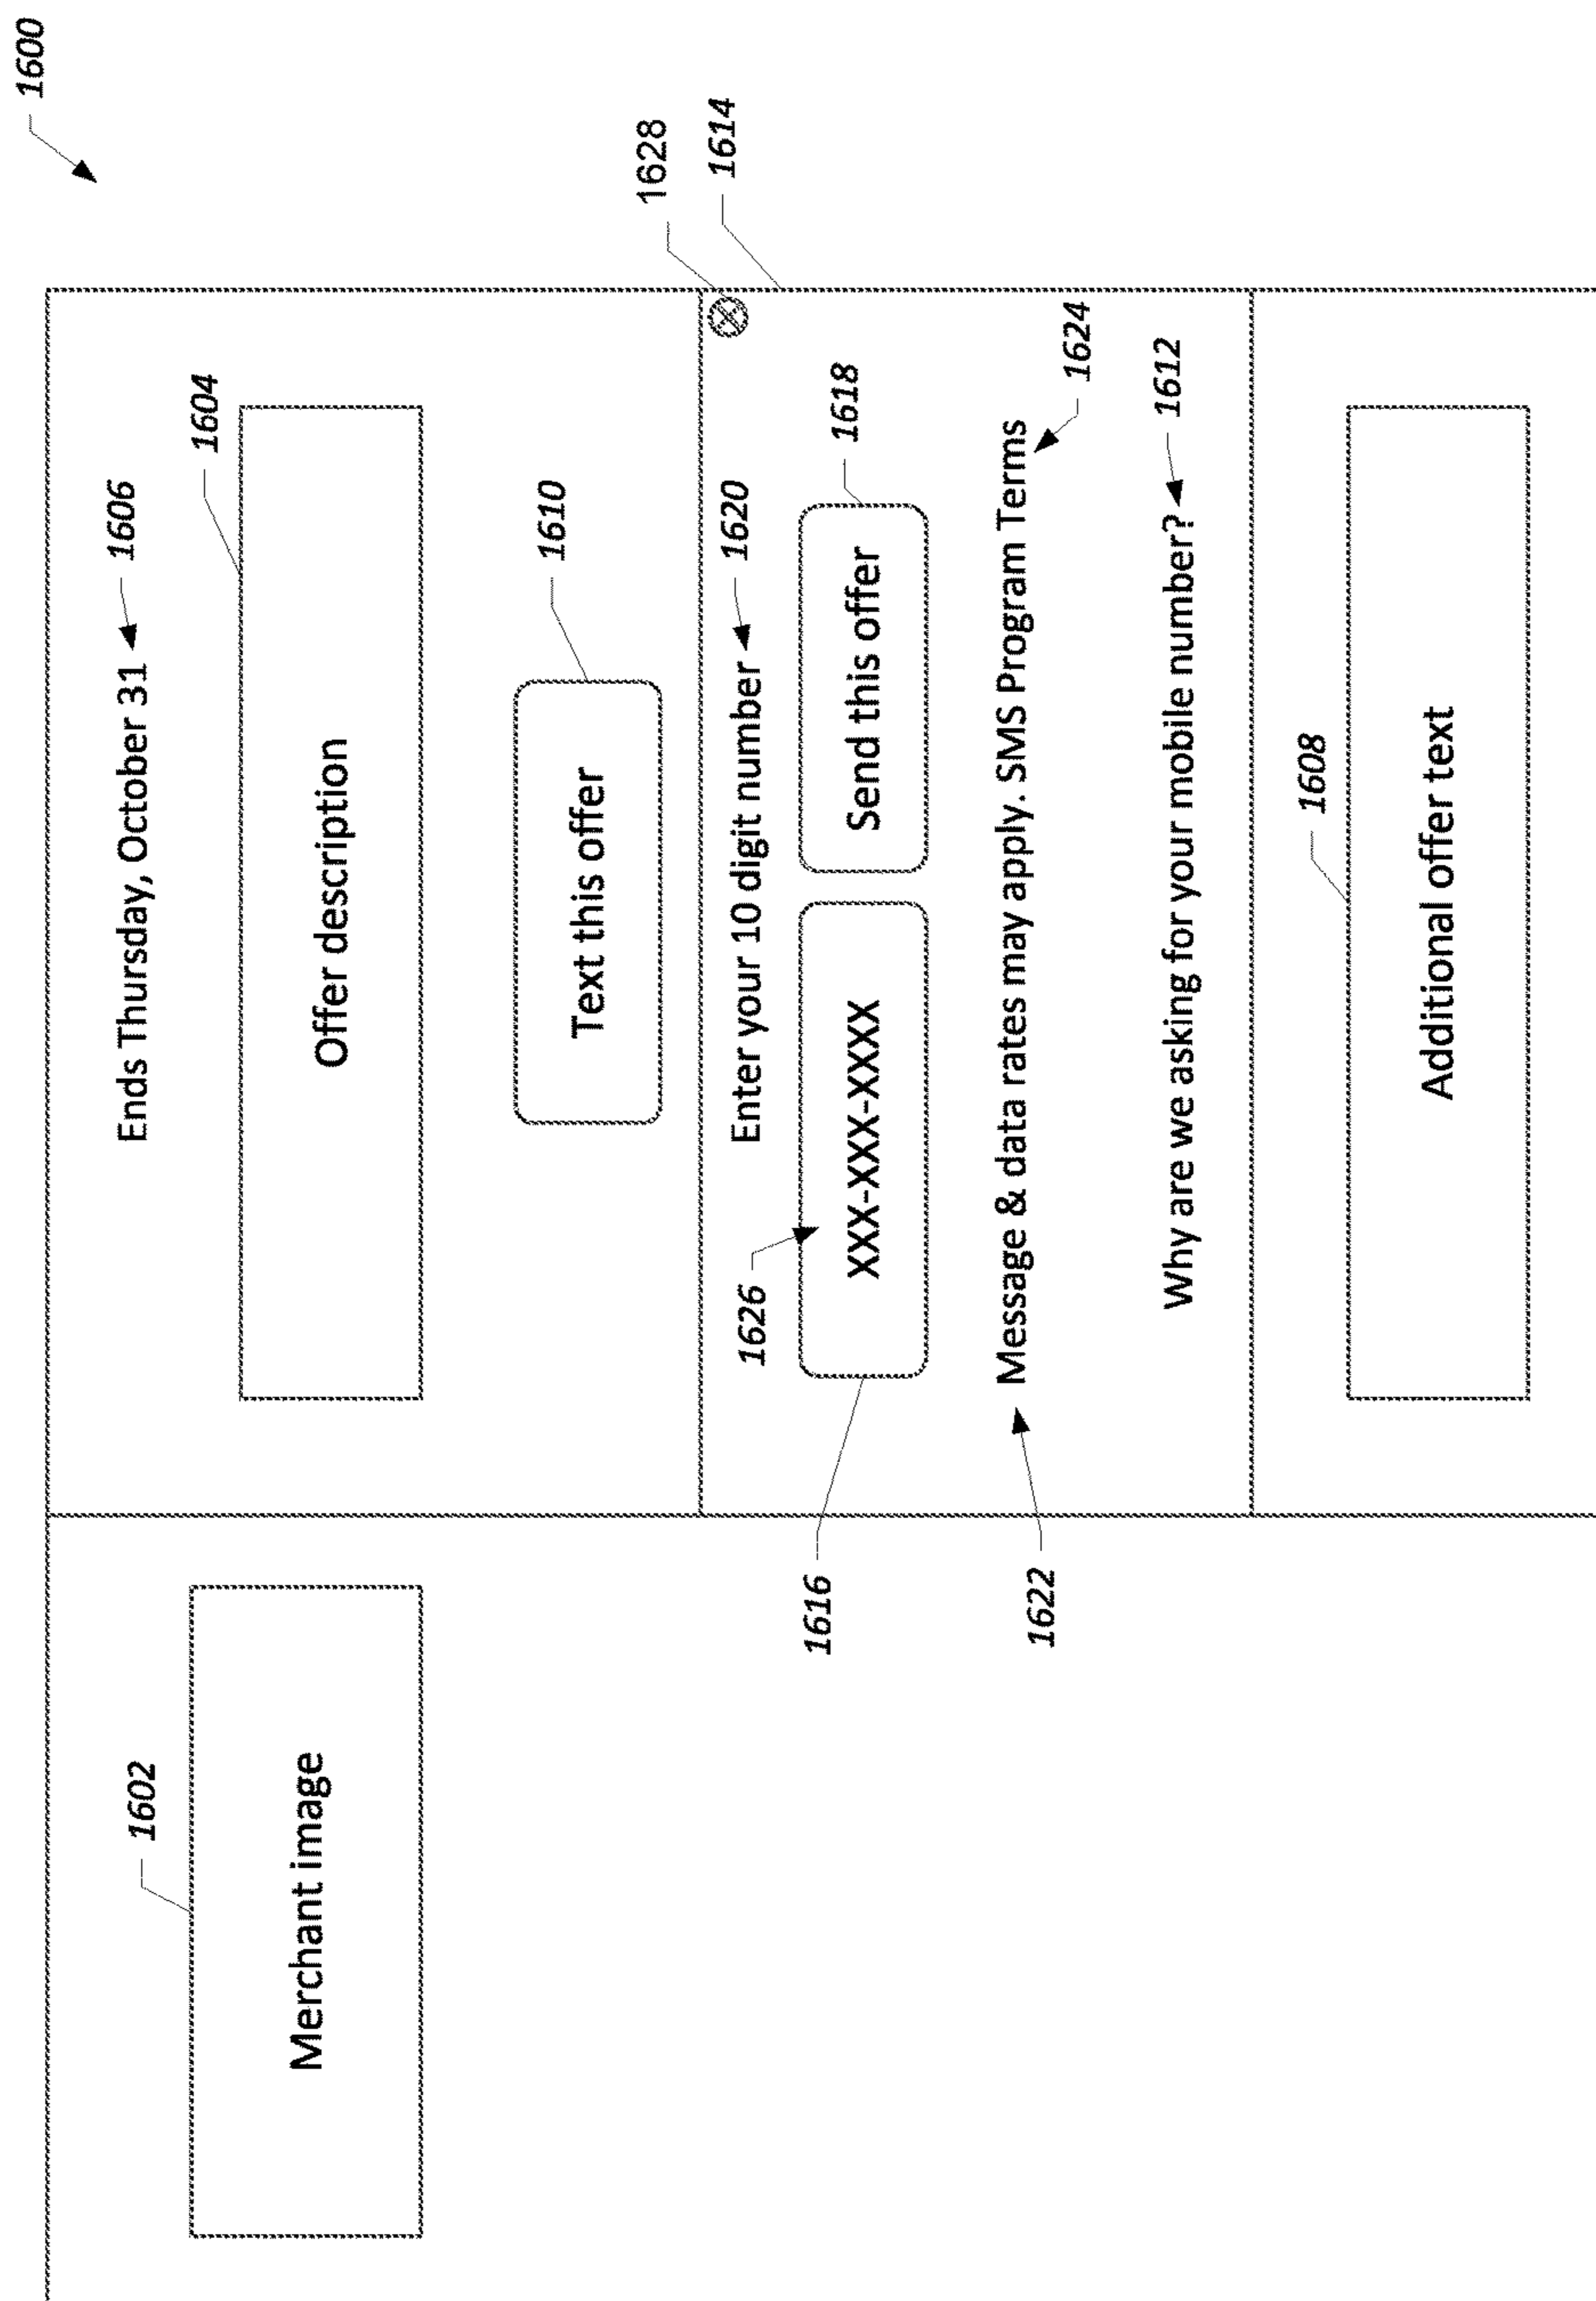 1600
1602
Merchant image
Ends Thursday, October 31
1606
1604
Offer description
1610
Text this offer
1628
1614
Enter your 10 digit number
1620
1626
XXX-XXX-XXXX
1616
Send this offer
1618
Message & data rates may apply. SMS Program Terms
1622
1624
Why are we asking for your mobile number?
1612
1608
Additional offer text